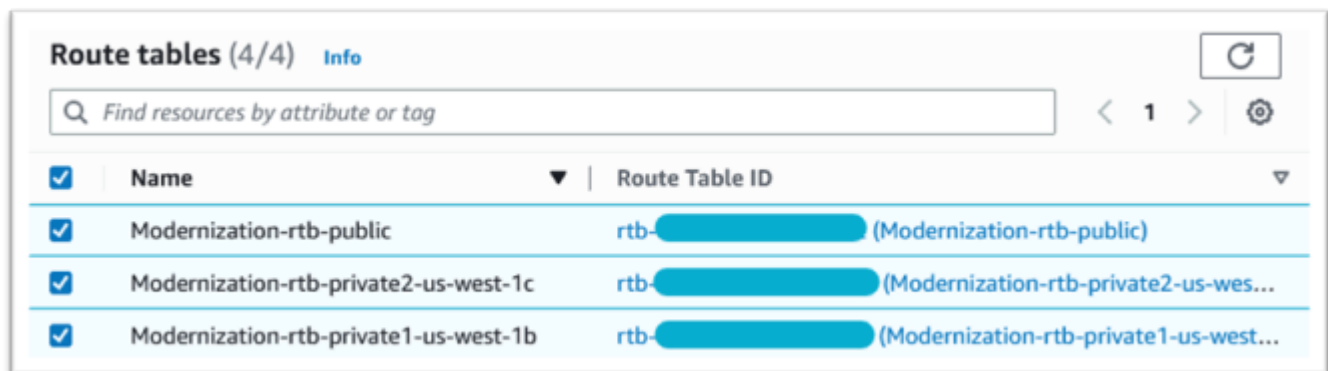 Route tables (4/4) Info
Find resources by attribute or tag
1
Name Route Table ID
Modernization-rtb-public rtb- (Modernization-rtb-public)
Modernization-rtb-private2-us-west-1c rtb- (Modernization-rtb-private2-us-wes...
Modernization-rtb-private1-us-west-1b rtb- (Modernization-rtb-private1-us-west...